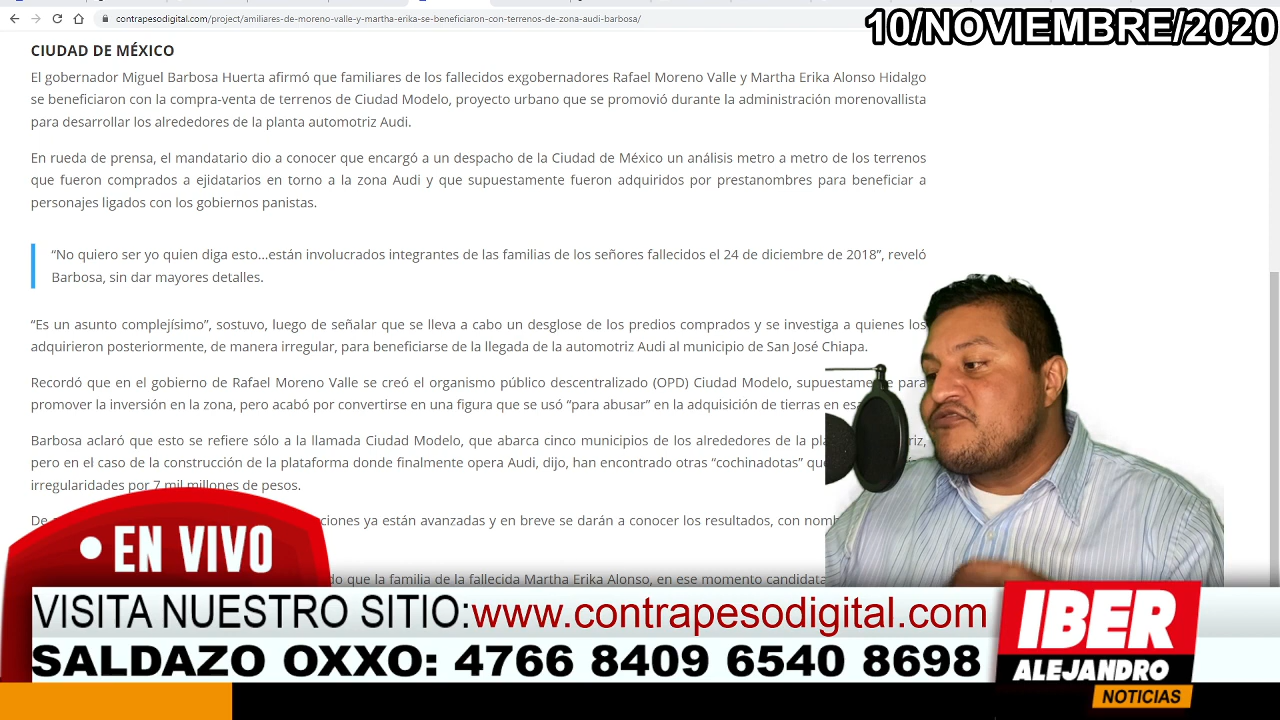 contrapesodigital.com/project/amiliares-de-moreno-valle-y-martha-erika-se-beneficiaron-con-terrenos-de-zona-audi-barbosa/
10/NOVIEMBRE/2020
CIUDAD DE MÉXICO
El gobernador Miguel Barbosa Huerta afirmó que familiares de los fallecidos exgobernadores Rafael Moreno Valle y Martha Erika Alonso Hidalgo
se beneficiaron con la compra-venta de terrenos de Ciudad Modelo, proyecto urbano que se promovió durante la administración morenovallista
para desarrollar los alrededores de la planta automotriz Audi.
En rueda de prensa, el mandatario dio a conocer que encargó a un despacho de la Ciudad de México un análisis metro a metro de los terrenos
que fueron comprados a ejidatarios en torno a la zona Audi y que supuestamente fueron adquiridos por prestanombres para beneficiar a
personajes ligados con los gobiernos panistas.
“No quiero ser yo quien diga esto…están involucrados integrantes de las familias de los señores fallecidos el 24 de diciembre de 2018”, reveló
Barbosa, sin dar mayores detalles.
“Es un asunto complejísimo”, sostuvo, luego de señalar que se lleva a cabo un desglose de los predios comprados y se investiga a quienes los
adquirieron posteriormente, de manera irregular, para beneficiarse de la llegada de la automotriz Audi al municipio de San José Chiapa.
Recordó que en el gobierno de Rafael Moreno Valle se creó el organismo público descentralizado (OPD) Ciudad Modelo, supuestamente para
promover la inversión en la zona, pero acabó por convertirse en una figura que se usó “para abusar” en la adquisición de tierras en
Barbosa aclaró que esto se refiere sólo a la llamada Ciudad Modelo, que abarca cinco municipios de los alrededores de la
pero en el caso de la construcción de la plataforma donde finalmente opera Audi, dijo, han encontrado otras “cochinadotas”
irregularidades por 7 mil millones de pesos.
ya están avanzadas y en breve se darán a conocer los resultados, con
que la familia de la fallecida Martha Erika Alonso, en ese momento
EN VIVO
VISITA NUESTRO SITIO:www.contrapesodigital.com
SALDAZO OXXO: 4766 8409 6540 8698
IBER
ALEJANDRO
NOTICIAS